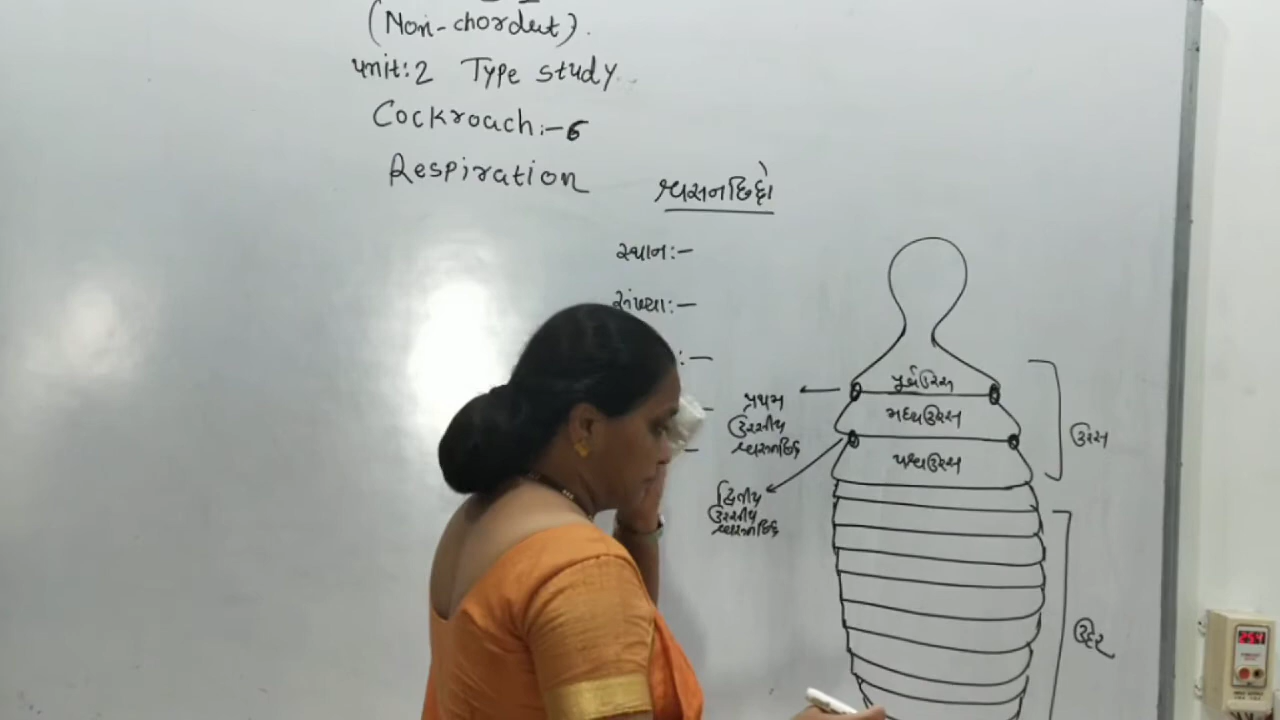 (Non-chordet).
unit:2 Type study
Cockroach:-6
Respiration
શ્વસનછિદ્રો
સ્થાન:-
સંખ્યા:-
:-
પૂર્વઉરસ
મધ્યઉરસ
પશ્ચઉરસ
પ્રથમ
ઉરસીય
શ્વસનછિદ્ર
દ્વિતીય
ઉરસીય
શ્વસનછિદ્ર
ઉરસ
ઉદર